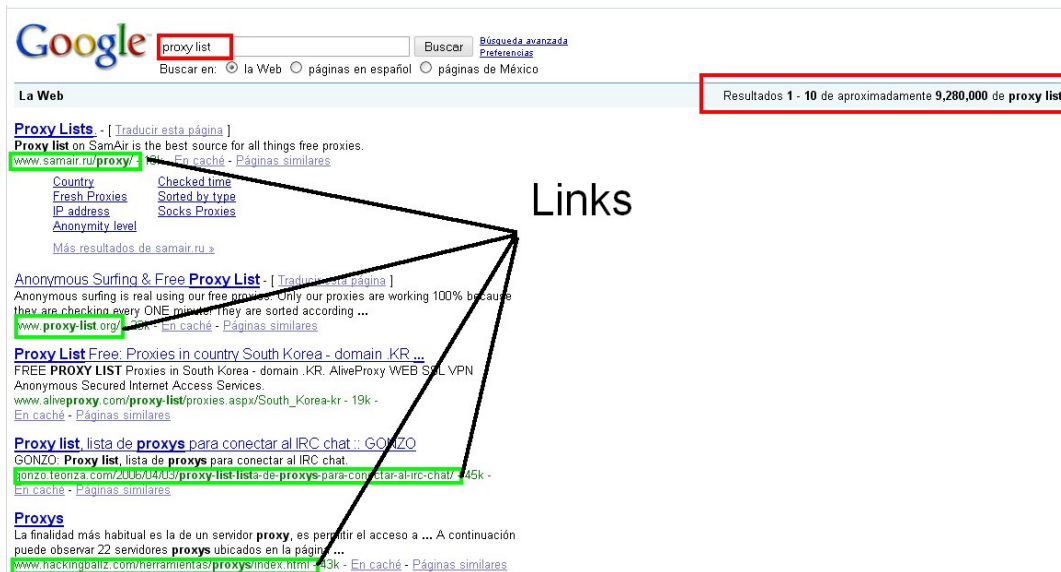 Google proxy list Buscar Búsqueda avanzada
Preferencias
Buscar en: la Web páginas en español páginas de México
La Web Resultados 1 - 10 de aproximadamente 9,280,000 de proxy list
Proxy Lists. - [ Traducir esta página ]
Proxy list on SamAir is the best source for all things free proxies.
www.samair.ru/proxy/ - 13k - En caché - Páginas similares
Country Checked time
Fresh Proxies Sorted by type
IP address Socks Proxies
Anonymity level
Más resultados de samair.ru »
Links
Anonymous Surfing & Free Proxy List - [ Traducir esta página ]
Anonymous surfing is real using our free proxies. Only our proxies are working 100% because
they are checking every ONE minute! They are sorted according ...
www.proxy-list.org/ - En caché - Páginas similares
Proxy List Free: Proxies in country South Korea - domain .KR ...
FREE PROXY LIST Proxies in South Korea - domain .KR. AliveProxy WEB SSL VPN
Anonymous Secured Internet Access Services.
www.aliveproxy.com/proxy-list/proxies.aspx/South_Korea-kr - 19k -
En caché - Páginas similares
Proxy list, lista de proxys para conectar al IRC chat :: GONZO
GONZO: Proxy list, lista de proxys para conectar al IRC chat.
gonzo.teoriza.com/2006/04/03/proxy-list-lista-de-proxys-para-conectar-al-irc-chat/ - 45k -
En caché - Páginas similares
Proxys
La finalidad más habitual es la de un servidor proxy, es permitir el acceso a ... A continuación
puede observar 22 servidores proxys ubicados en la página ...
www.hackingballz.com/herramientas/proxys/index.html - 43k - En caché - Páginas similares